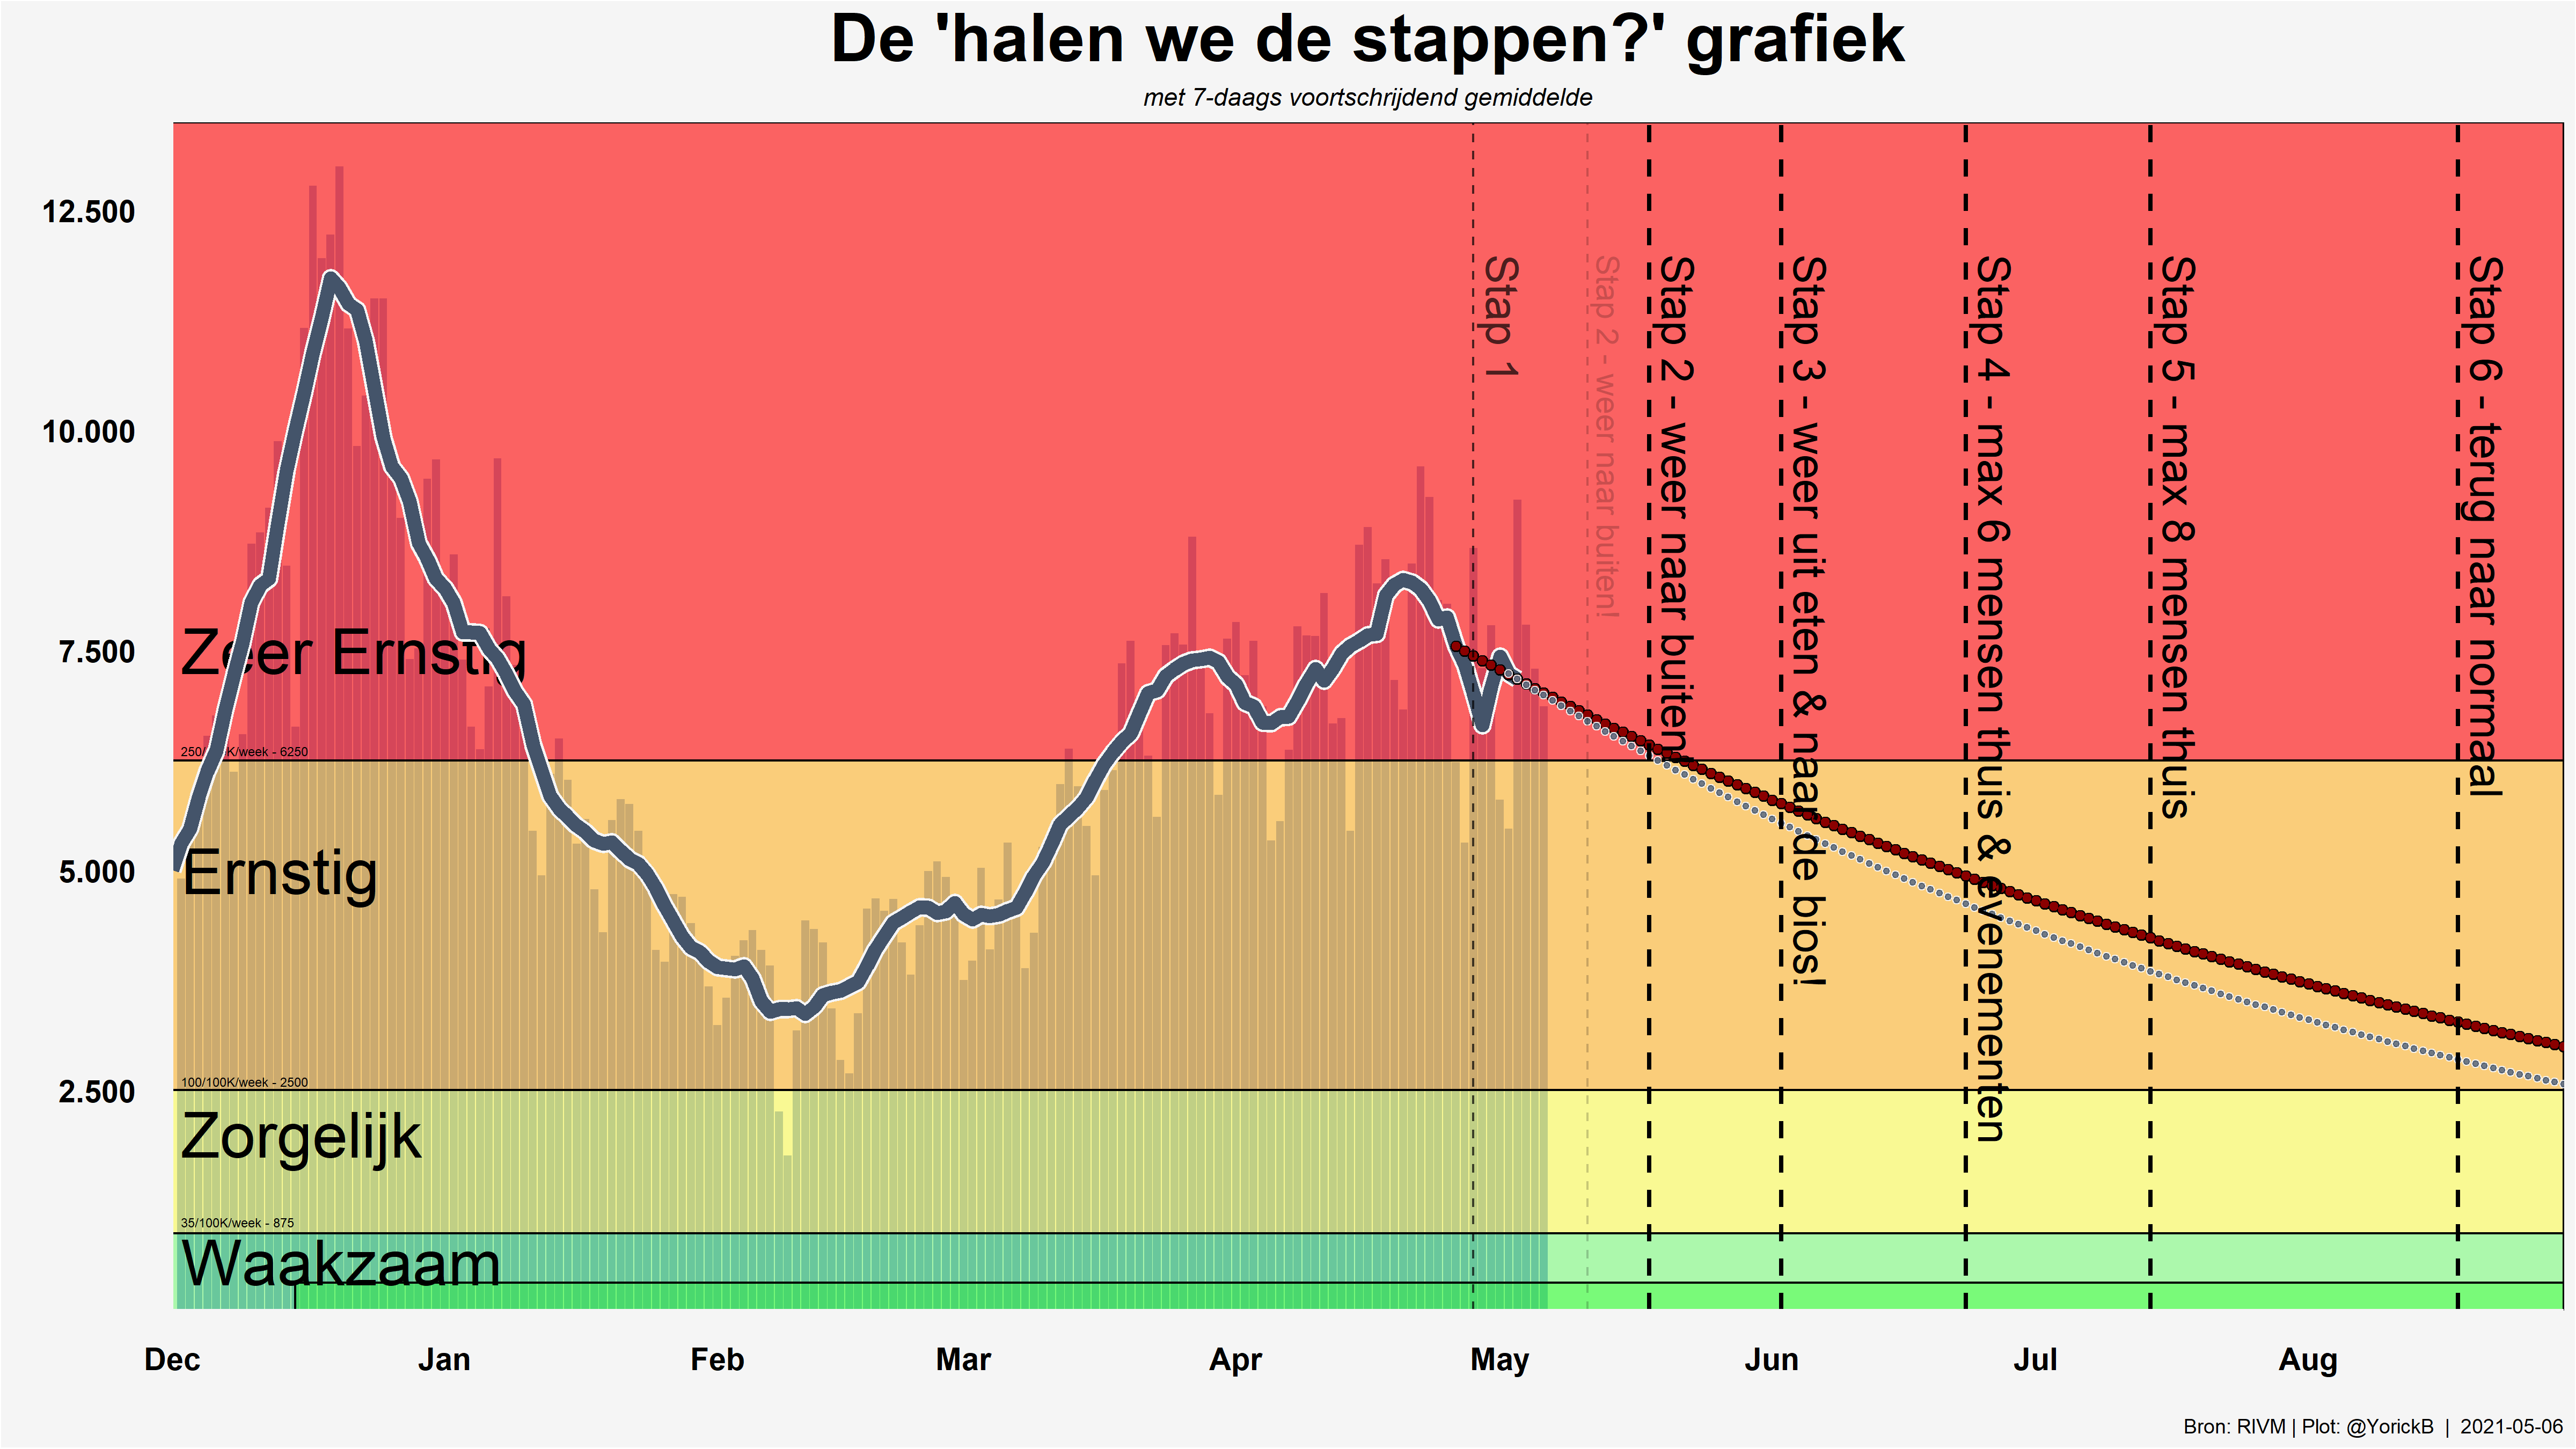 De 'halen we de stappen?' grafiek
met 7-daags voortschrijdend gemiddelde
12.500
10.000
7.500
5.000
2.500
Zeer Ernstig
250/100K/week - 6250
Ernstig
100/100K/week - 2500
Zorgelijk
35/100K/week - 875
Waakzaam
Stap 1
Stap 2 - weer naar buiten!
Stap 2 - weer naar buiten!
Stap 3 - weer uit eten & naar de bios!
Stap 4 - max 6 mensen thuis & evenementen
Stap 5 - max 8 mensen thuis
Stap 6 - terug naar normaal
Dec Jan Feb Mar Apr May Jun Jul Aug
Bron: RIVM | Plot: @YorickB | 2021-05-06